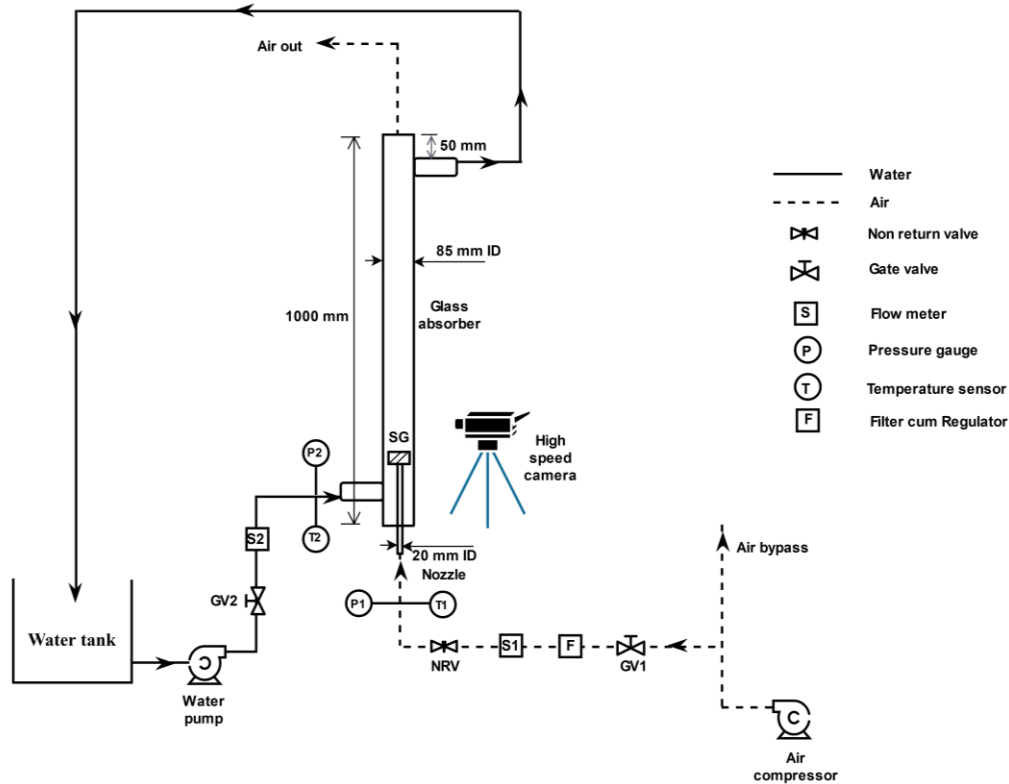 Air out
50 mm
85 mm ID
1000 mm
Glass
absorber
SG
High
speed
camera
P2
T2
S2
20 mm ID
Nozzle
P1
T1
GV2
Water tank
C
Water
pump
NRV
S1
F
GV1
Air bypass
C
Air
compressor
Water
Air
Non return valve
Gate valve
S
Flow meter
P
Pressure gauge
T
Temperature sensor
F
Filter cum Regulator